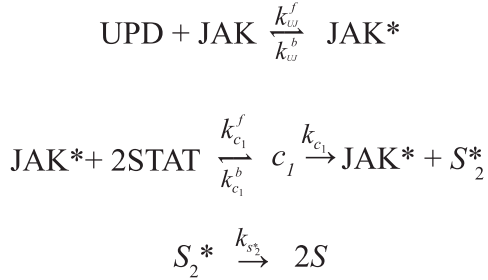 UPD + JAK ⇌ JAK* k_{UJ}^{f} k_{UJ}^{b}
JAK*+ 2STAT ⇌ c_1 → JAK* + S_2^* k_{c_1}^{f} k_{c_1}^{b} k_{c_1}
S_2* → 2S k_{s_2^*}